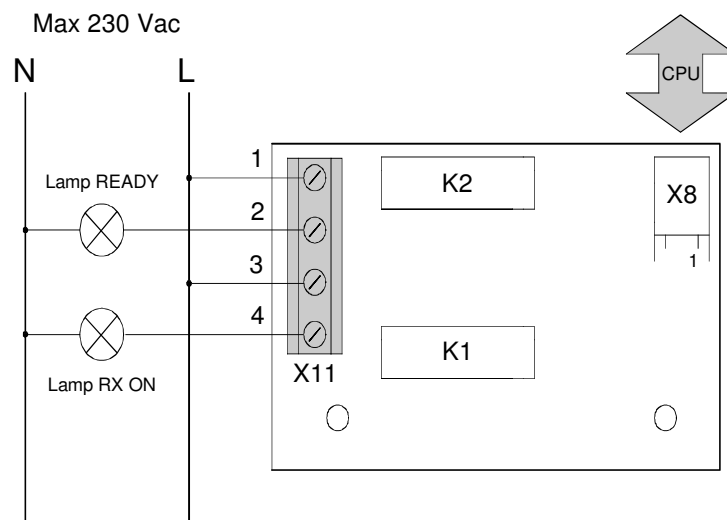 Max 230 Vac
N
L
CPU
1
Lamp READY
K2
X8
2
3
1
4
K1
X11
Lamp RX ON